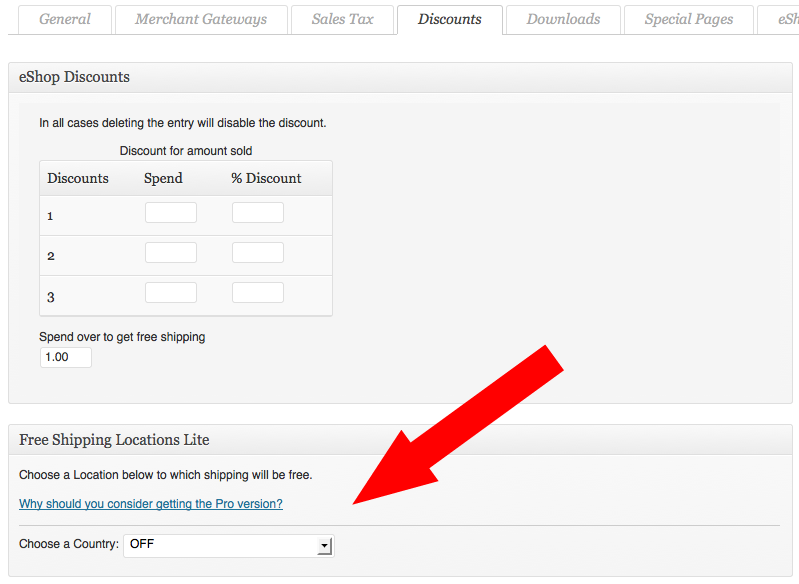 General Merchant Gateways Sales Tax Discounts Downloads Special Pages eSh
eShop Discounts
In all cases deleting the entry will disable the discount.
Discount for amount sold
Discounts Spend % Discount
1
2
3
Spend over to get free shipping
1.00
Free Shipping Locations Lite
Choose a Location below to which shipping will be free.
Why should you consider getting the Pro version?
Choose a Country: OFF